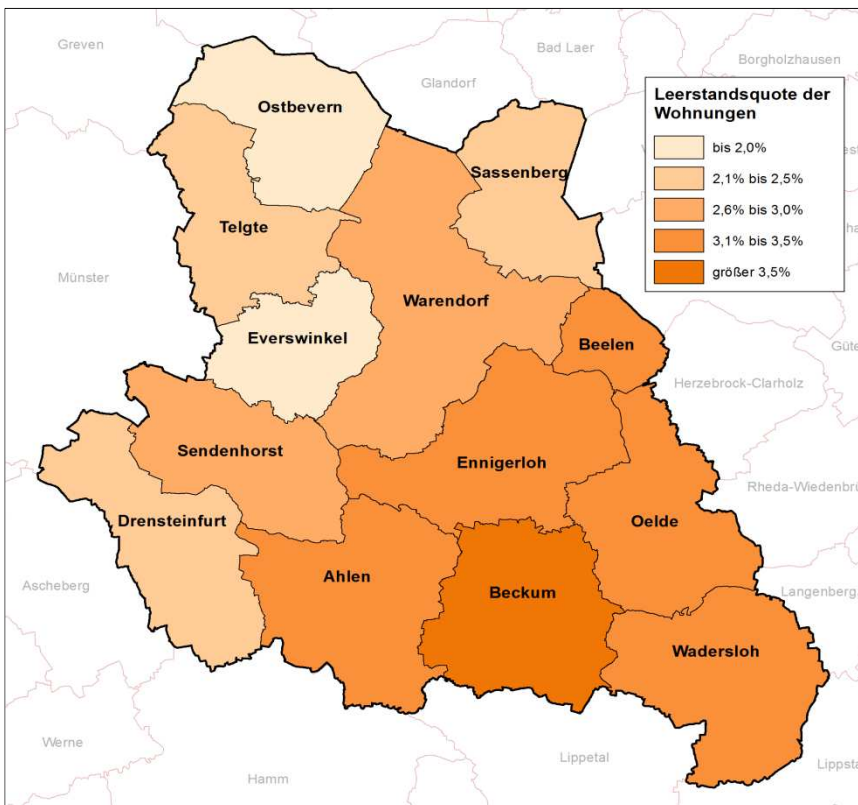 Greven
Bad Laer
Borgholzhausen
Glandorf
Ostbevern
Leerstandsquote der
Wohnungen
bis 2,0%
2,1% bis 2,5%
2,6% bis 3,0%
3,1% bis 3,5%
größer 3,5%
Sassenberg
Telgte
Münster
Warendorf
Everswinkel
Beelen
Güte
Herzebrock-Clarholz
Sendenhorst
Ennigerloh
Rheda-Wiedenbrü
Drensteinfurt
Oelde
Ahlen
Ascheberg
Beckum
Langenberg
Wadersloh
Werne
Lippetal
Lippsta
Hamm